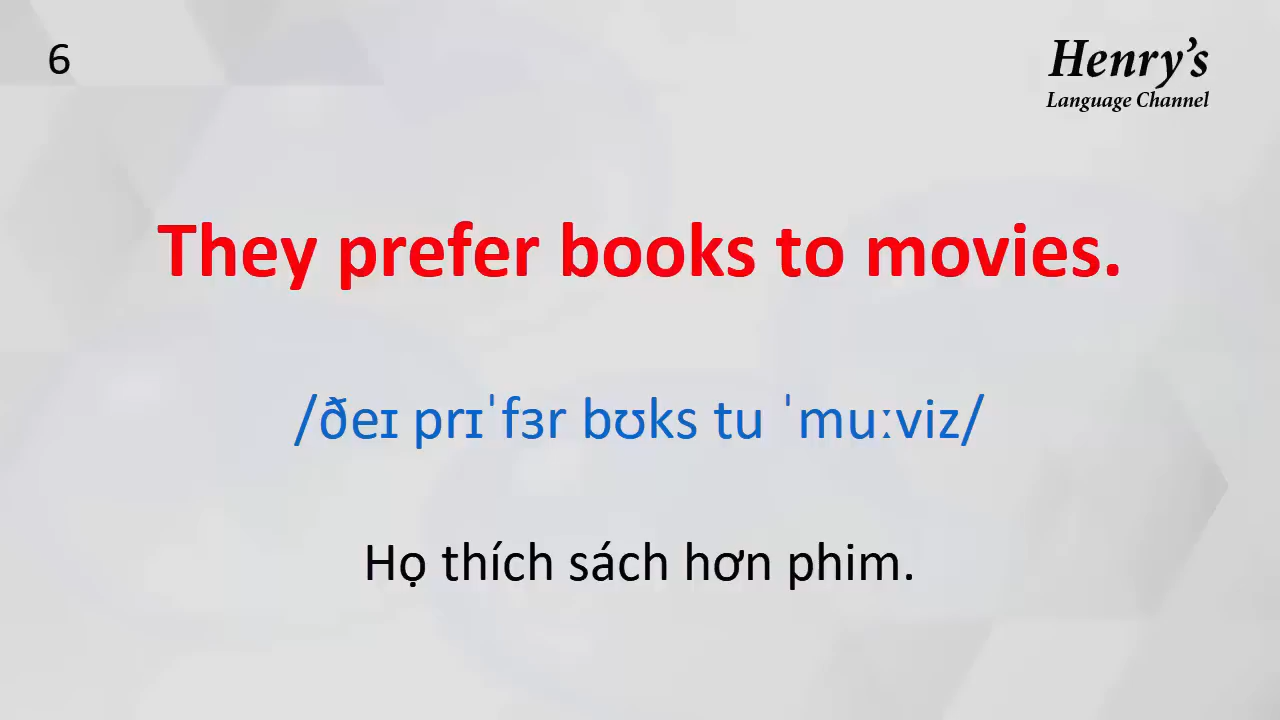 6
Henry’s
Language Channel
They prefer books to movies.
/ðeɪ prɪˈfɜr bʊks tu ˈmuːviz/
Họ thích sách hơn phim.